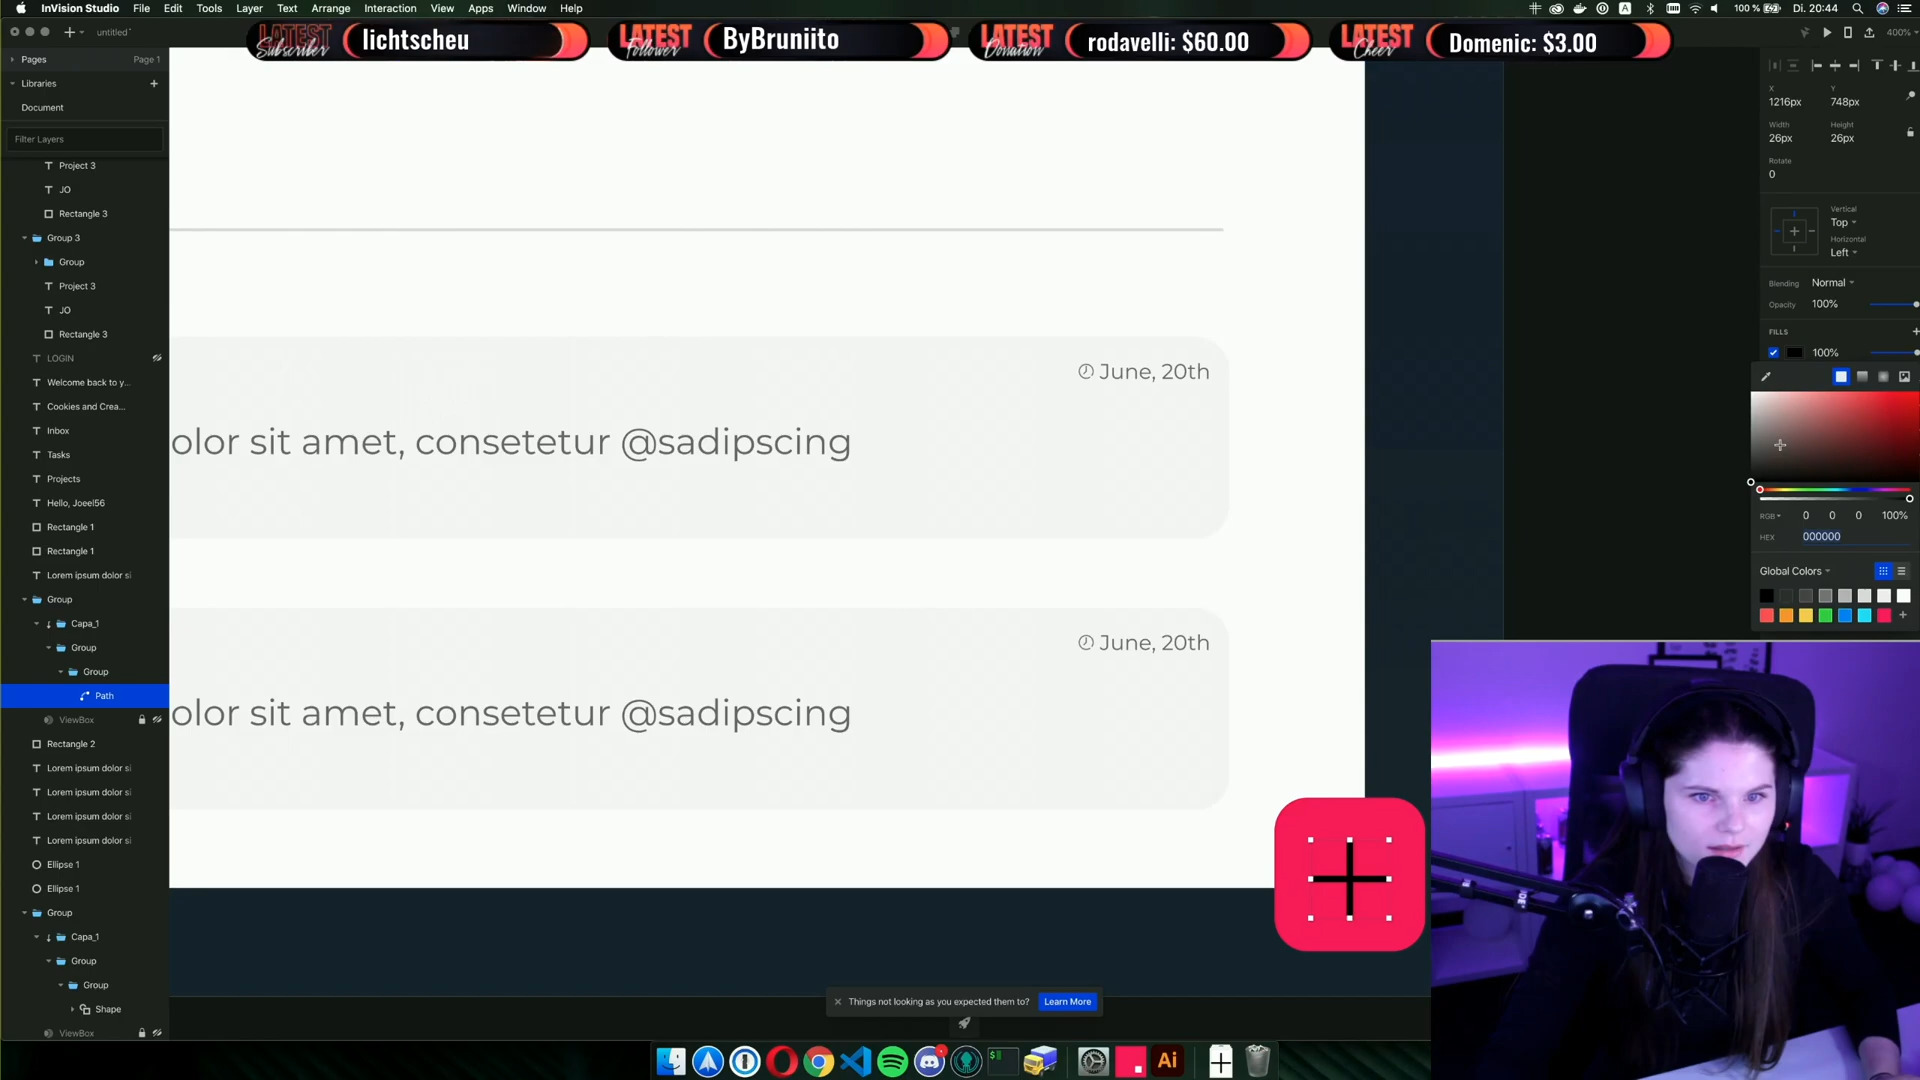 InVision Studio File Edit Tools Layer Text Arrange Interaction View Apps Window Help
100 % Di. 20:44
untitled
LATEST Subscriber lichtscheu
LATEST Follower ByBruniito
LATEST Donation rodavelli: $60.00
LATEST Cheer Domenic: $3.00
400%
Pages Page 1
Libraries
Document
Filter Layers
Project 3
JO
Rectangle 3
Group 3
Group
Project 3
JO
Rectangle 3
LOGIN
Welcome back to y...
Cookies and Crea...
Inbox
Tasks
Projects
Hello, Joeel56
Rectangle 1
Rectangle 1
Lorem ipsum dolor si
Group
Capa_1
Group
Group
Path
ViewBox
Rectangle 2
Lorem ipsum dolor si
Lorem ipsum dolor si
Lorem ipsum dolor si
Lorem ipsum dolor si
Ellipse 1
Ellipse 1
Group
Capa_1
Group
Group
Shape
ViewBox
June, 20th
olor sit amet, consetetur @sadipscing
June, 20th
olor sit amet, consetetur @sadipscing
Things not looking as you expected them to? Learn More
X Y
1216px 748px
Width Height
26px 26px
Rotate
0
Vertical
Top
Horizontal
Left
Blending Normal
Opacity 100%
FILLS
100%
RGB 0 0 0 100%
HEX 000000
Global Colors
Ai